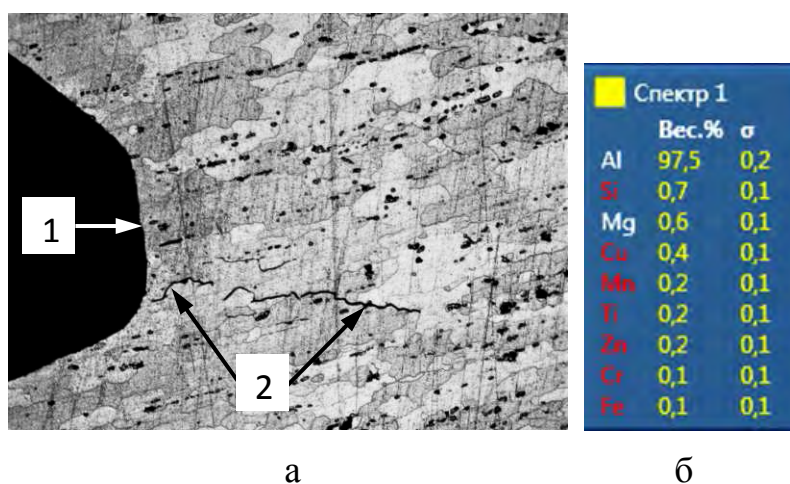 1
2
Спектр 1
Вес.% σ
Al 97,5 0,2
Si 0,7 0,1
Mg 0,6 0,1
Cu 0,4 0,1
Mn 0,2 0,1
Ti 0,2 0,1
Zn 0,2 0,1
Cr 0,1 0,1
Fe 0,1 0,1
а б